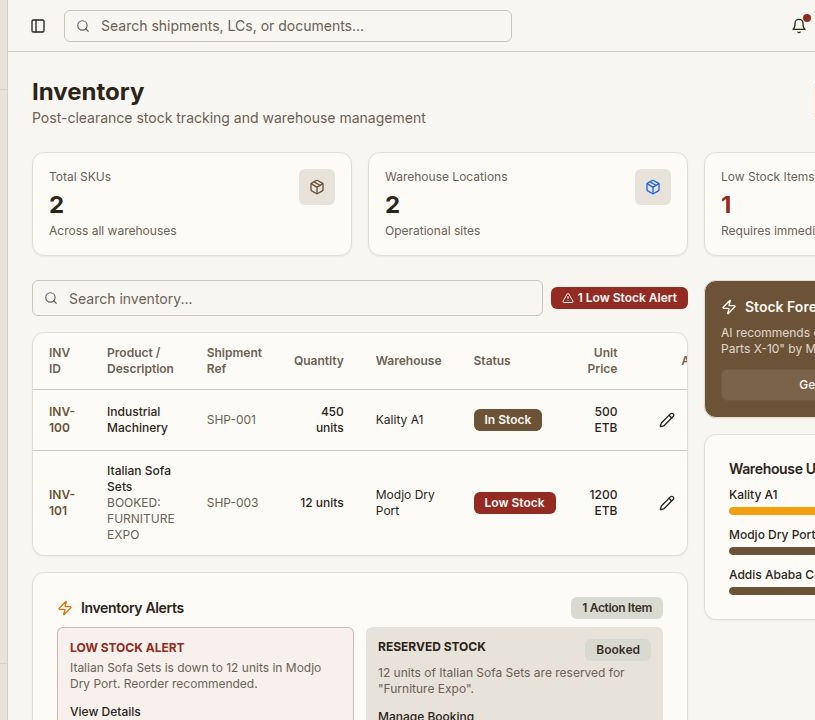 Search shipments, LCs, or documents...
Inventory
Post-clearance stock tracking and warehouse management
Total SKUs
2
Across all warehouses
Warehouse Locations
2
Operational sites
Low Stock Items
1
Requires immedi
Search inventory...
1 Low Stock Alert
INV ID
Product / Description
Shipment Ref
Quantity
Warehouse
Status
Unit Price
A
INV-100
Industrial Machinery
SHP-001
450 units
Kality A1
In Stock
500 ETB
INV-101
Italian Sofa Sets
BOOKED: FURNITURE EXPO
SHP-003
12 units
Modjo Dry Port
Low Stock
1200 ETB
Stock Fore
AI recommends
Parts X-10" by M
Ge
Warehouse U
Kality A1
Modjo Dry Port
Addis Ababa C
Inventory Alerts
1 Action Item
LOW STOCK ALERT
Italian Sofa Sets is down to 12 units in Modjo
Dry Port. Reorder recommended.
View Details
RESERVED STOCK
Booked
12 units of Italian Sofa Sets are reserved for
"Furniture Expo".
Manage Booking